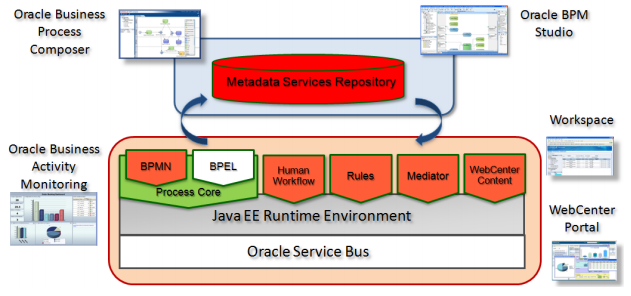 Oracle Business
Process
Composer
Oracle BPM
Studio
Metadata Services Repository
Oracle Business
Activity
Monitoring
Workspace
WebCenter
Portal
BPMN
BPEL
Process Core
Human
Workflow
Rules
Mediator
WebCenter
Content
Java EE Runtime Environment
Oracle Service Bus